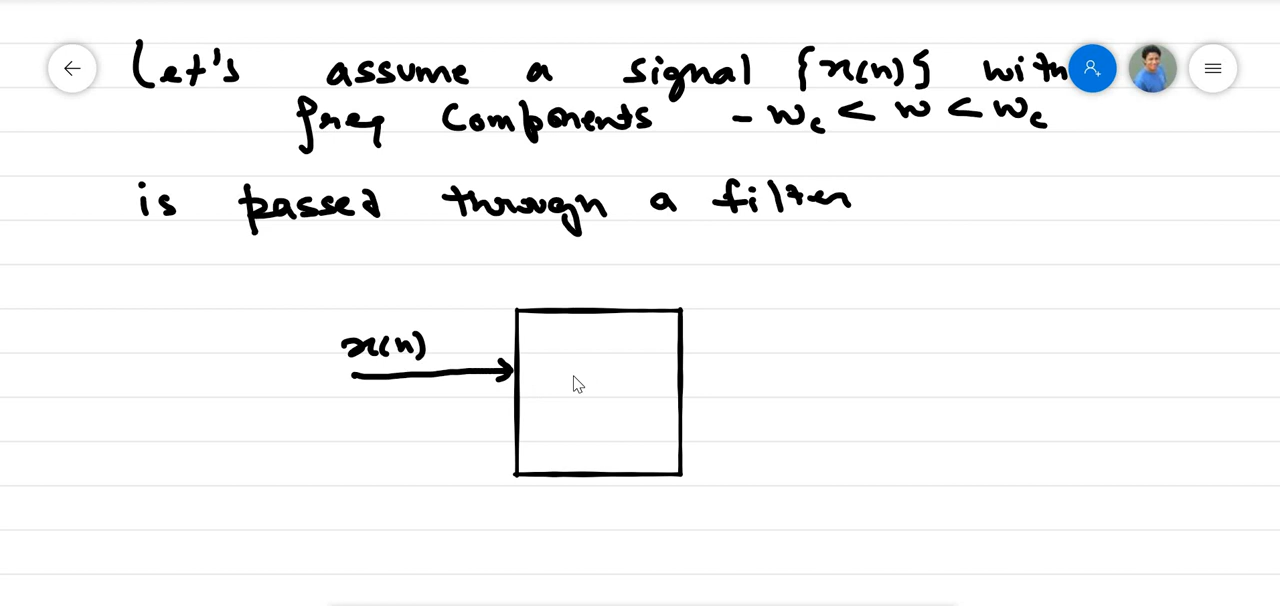 Let's assume a signal {x(n)} with
freq components - wc < w < wc
is passed through a filter
x(n)